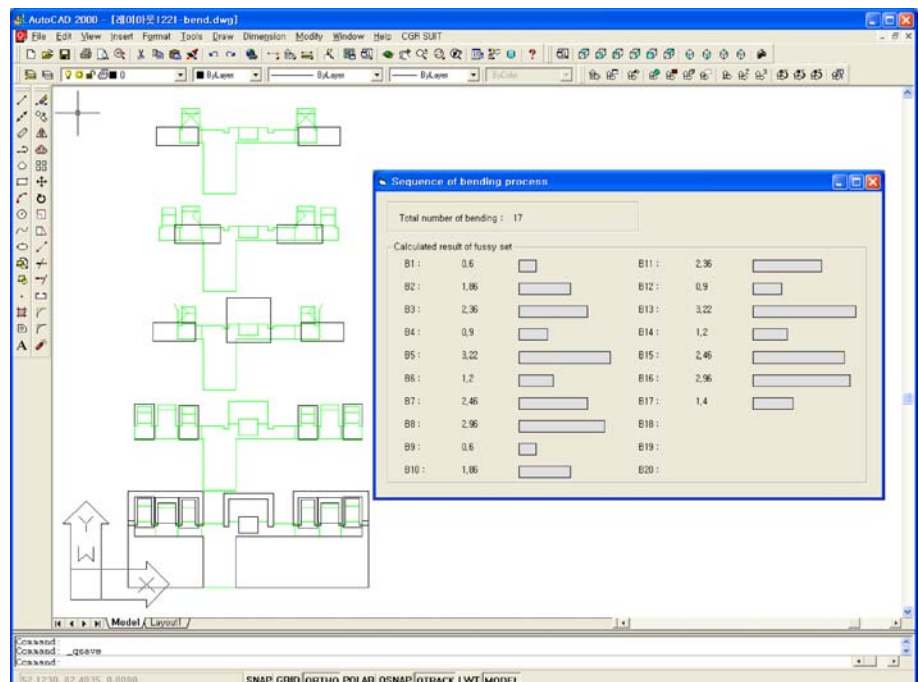 AutoCAD 2000 - [레이아웃1221-bend.dwg]
File Edit View Insert Format Tools Draw Dimension Modify Window Help CGR SUIT
0 ByLayer ByLayer ByLayer ByColor
Sequence of bending process
Total number of bending : 17
Calculated result of fussy set
B1 : 0,6 B11 : 2,36
B2 : 1,86 B12 : 0,9
B3 : 2,36 B13 : 3,22
B4 : 0,9 B14 : 1,2
B5 : 3,22 B15 : 2,46
B6 : 1,2 B16 : 2,96
B7 : 2,46 B17 : 1,4
B8 : 2,96 B18 :
B9 : 0,6 B19 :
B10 : 1,86 B20 :
Y
W
X
Model Layout1
Command:
Command: _qsave
Command:
SNAP GRID ORTHO POLAR OSNAP OTRACK LWT MODEL